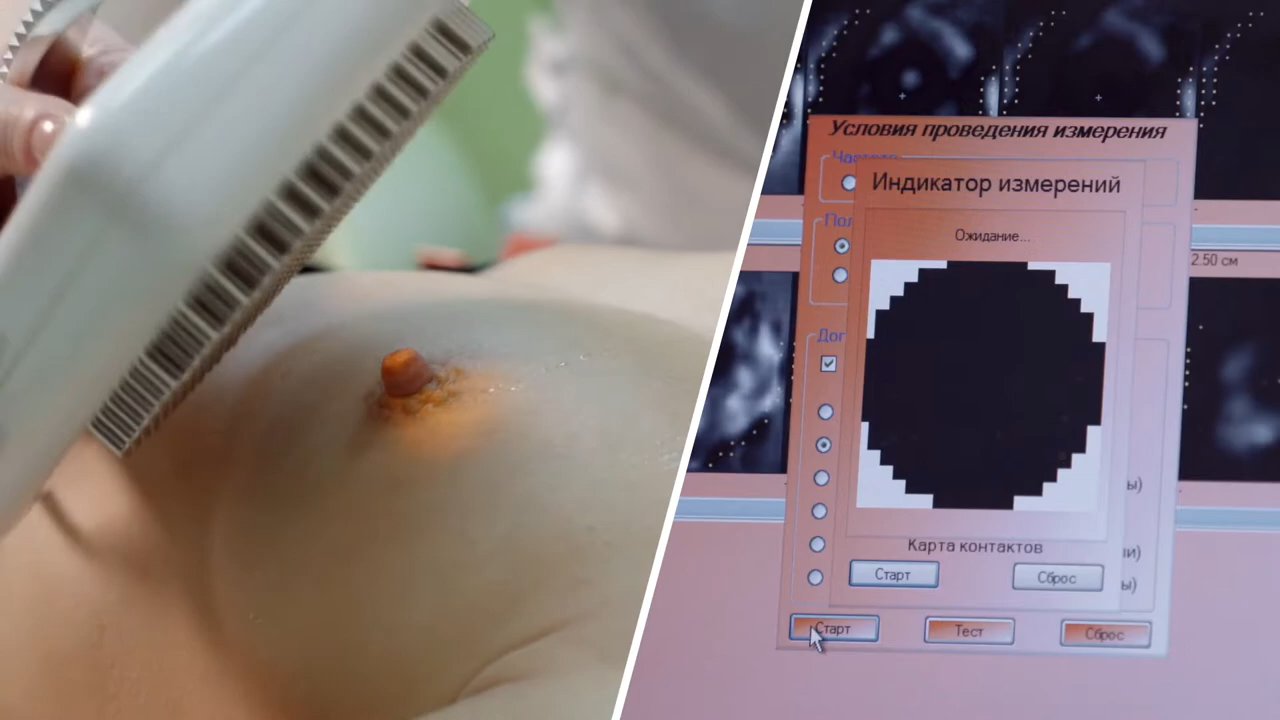 Условия проведения измерения
Индикатор измерений
Ожидание...
2.50 см
Карта контактов
Старт
Сброс
Старт
Тест
Сброс